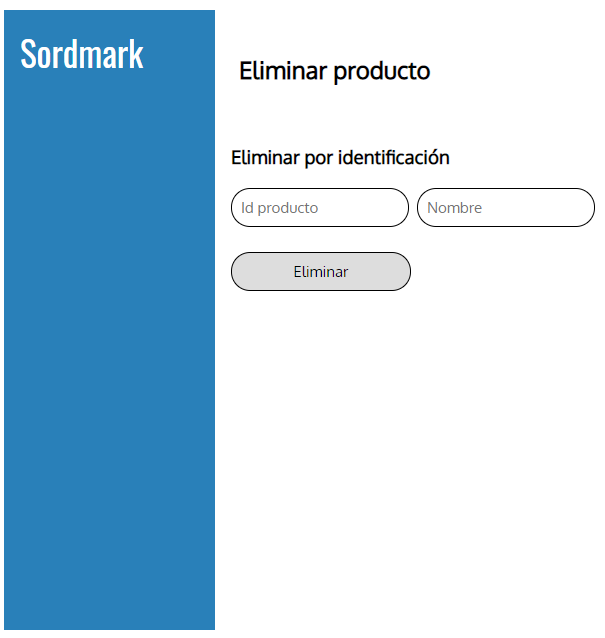 Sordmark
Eliminar producto
Eliminar por identificación
Id producto
Nombre
Eliminar